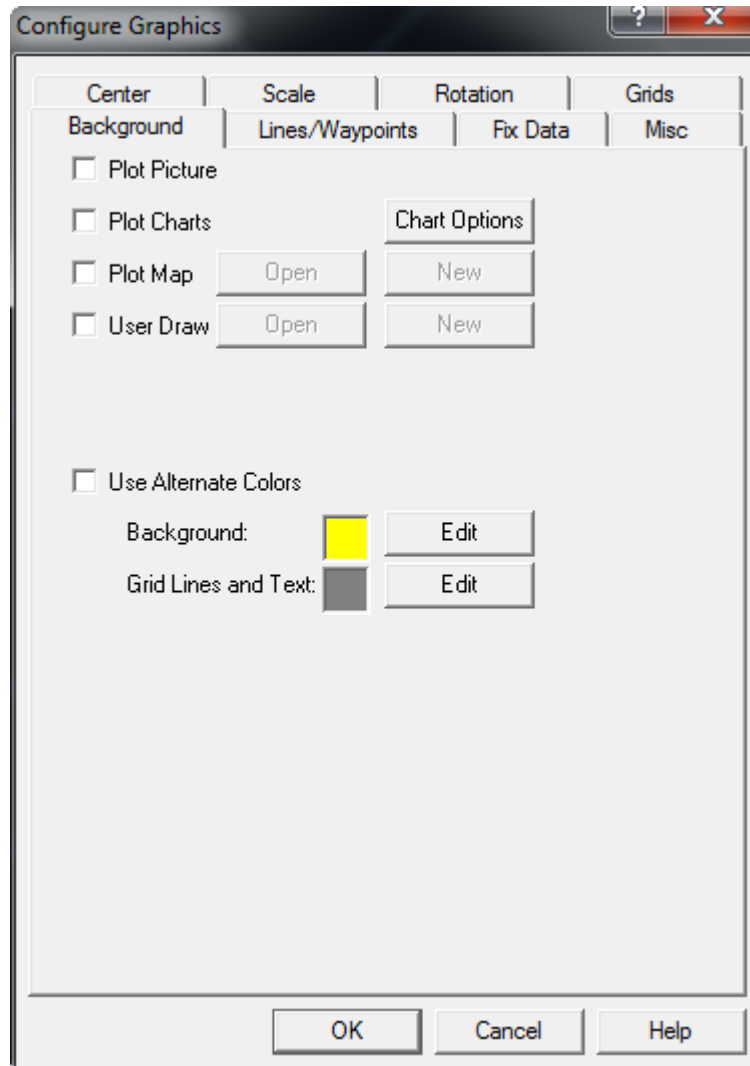 Configure Graphics
? X
Center Scale Rotation Grids
Background Lines/Waypoints Fix Data Misc
Plot Picture
Plot Charts Chart Options
Plot Map Open New
User Draw Open New
Use Alternate Colors
Background: Edit
Grid Lines and Text: Edit
OK Cancel Help